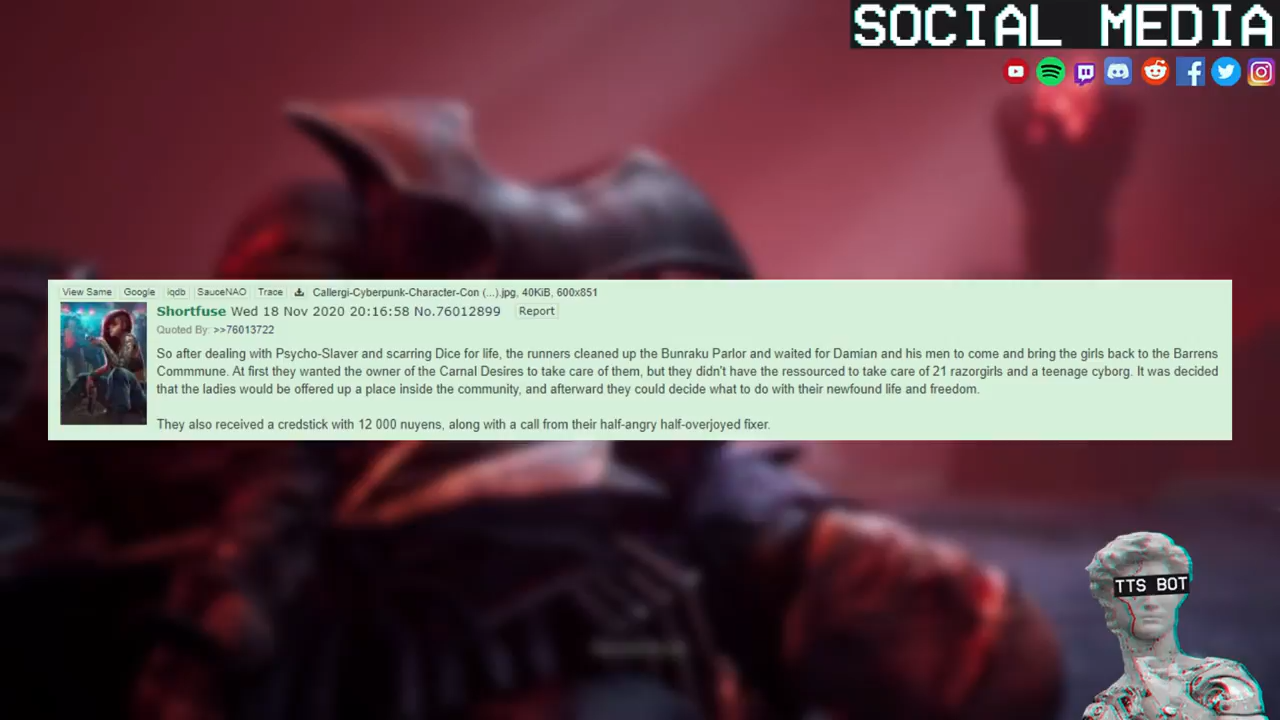 SOCIAL MEDIA
View Same Google iqdb SauceNAO Trace Callergi-Cyberpunk-Character-Con (...).jpg, 40KiB, 600x851
Shortfuse Wed 18 Nov 2020 20:16:58 No.76012899 Report
Quoted By: >>76013722
So after dealing with Psycho-Slaver and scarring Dice for life, the runners cleaned up the Bunraku Parlor and waited for Damian and his men to come and bring the girls back to the Barrens
Commmune. At first they wanted the owner of the Carnal Desires to take care of them, but they didn't have the ressourced to take care of 21 razorgirls and a teenage cyborg. It was decided
that the ladies would be offered up a place inside the community, and afterward they could decide what to do with their newfound life and freedom.
They also received a credstick with 12 000 nuyens, along with a call from their half-angry half-overjoyed fixer.
TTS BOT